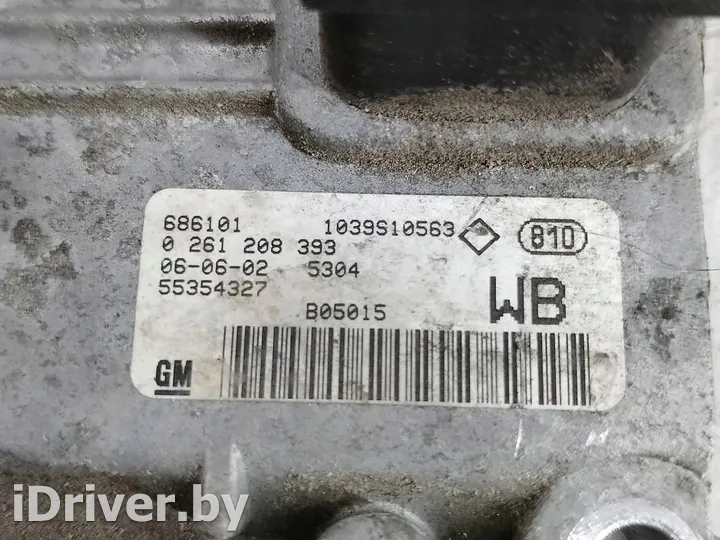 686101 1039S10563 810
0 261 208 393
06-06-02 5304
55354327 WB
B05015
GM
iDriver.by